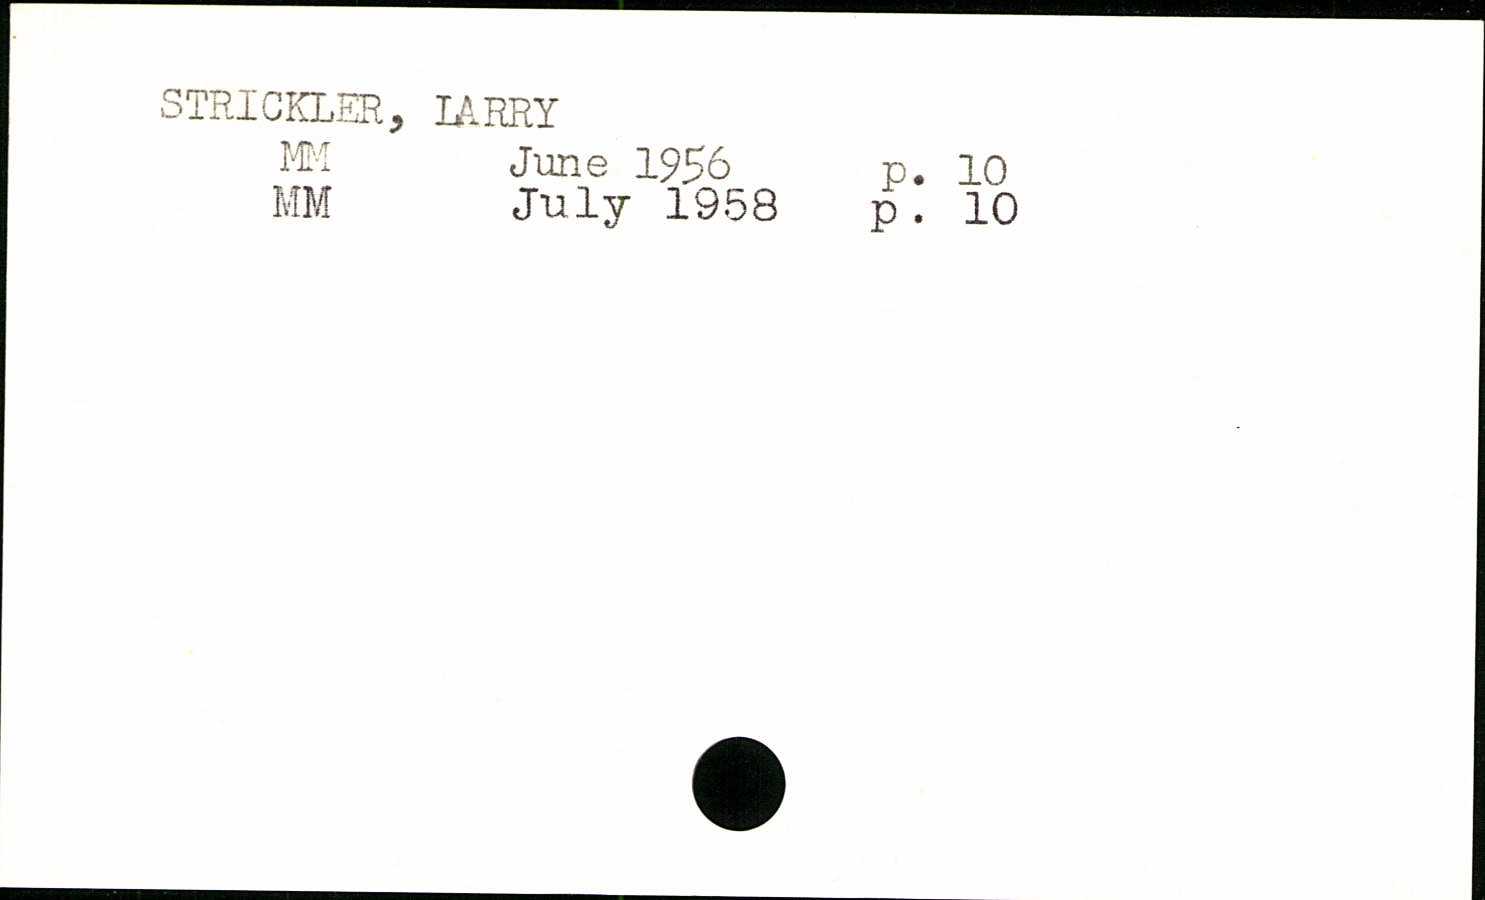 STRICKLER, LARRY
MM June 1956 p. 10
MM July 1958 p. 10